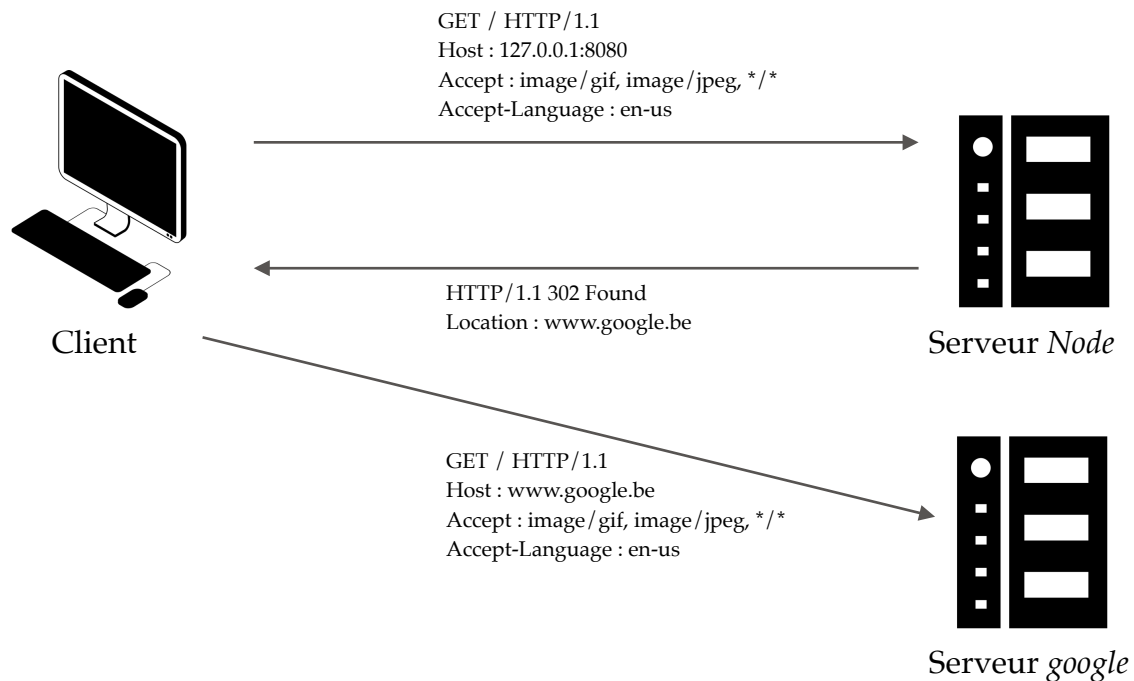 GET / HTTP/1.1
Host : 127.0.0.1:8080
Accept : image/gif, image/jpeg, */*
Accept-Language : en-us
HTTP/1.1 302 Found
Location : www.google.be
Client
Serveur Node
GET / HTTP/1.1
Host : www.google.be
Accept : image/gif, image/jpeg, */*
Accept-Language : en-us
Serveur google